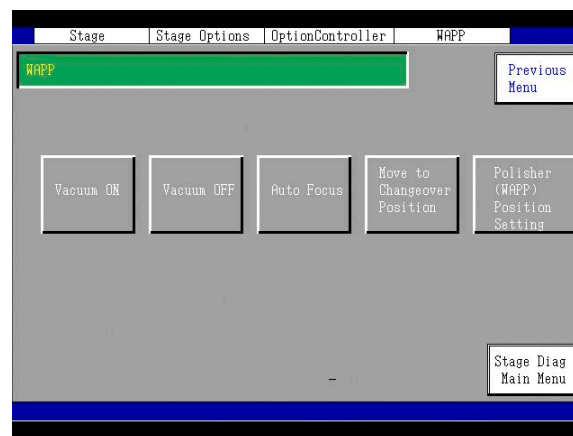 Stage Stage Options OptionController WAPP
WAPP
Previous
Menu
Vacuum ON
Vacuum OFF
Auto Focus
Move to
Changeover
Position
Polisher
(WAPP)
Position
Setting
Stage Diag
Main Menu